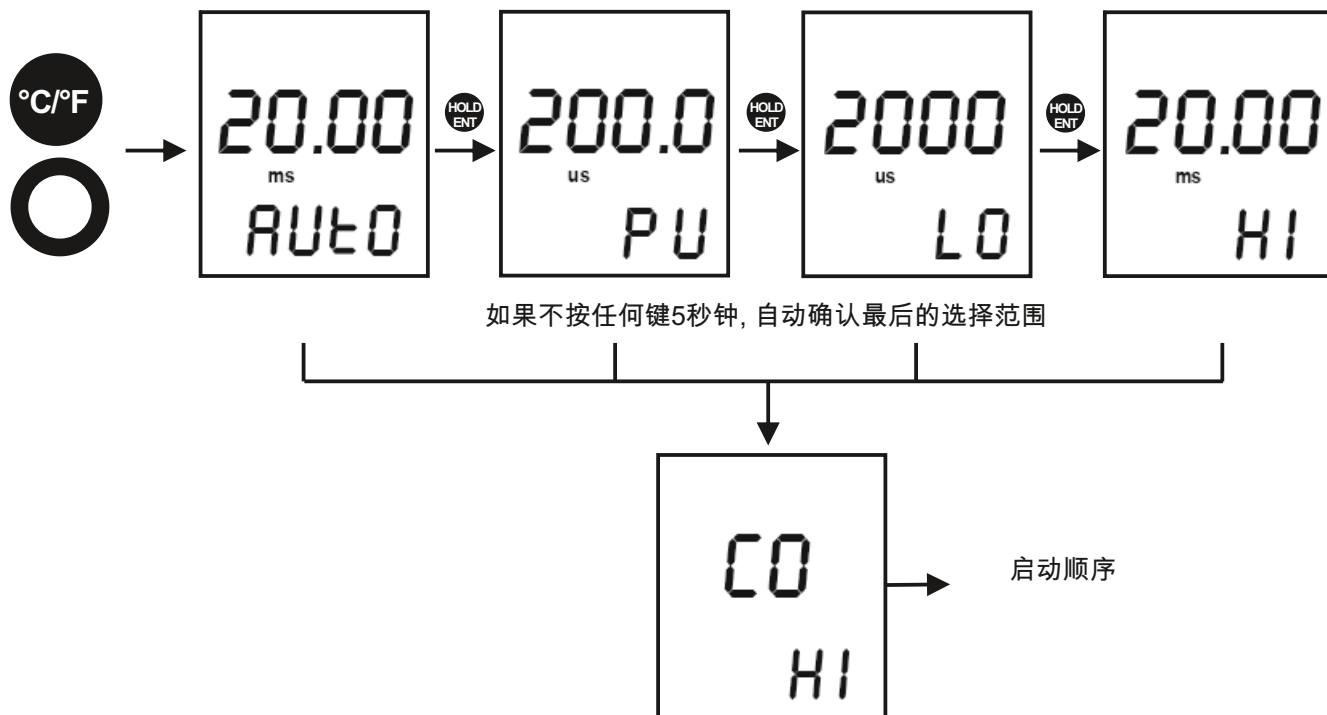 °C/°F
20.00
ms
AUtO
HOLD
ENT
200.0
us
PU
HOLD
ENT
2000
us
LO
HOLD
ENT
20.00
ms
HI
如果不按任何键5秒钟, 自动确认最后的选择范围
CO
HI
启动顺序